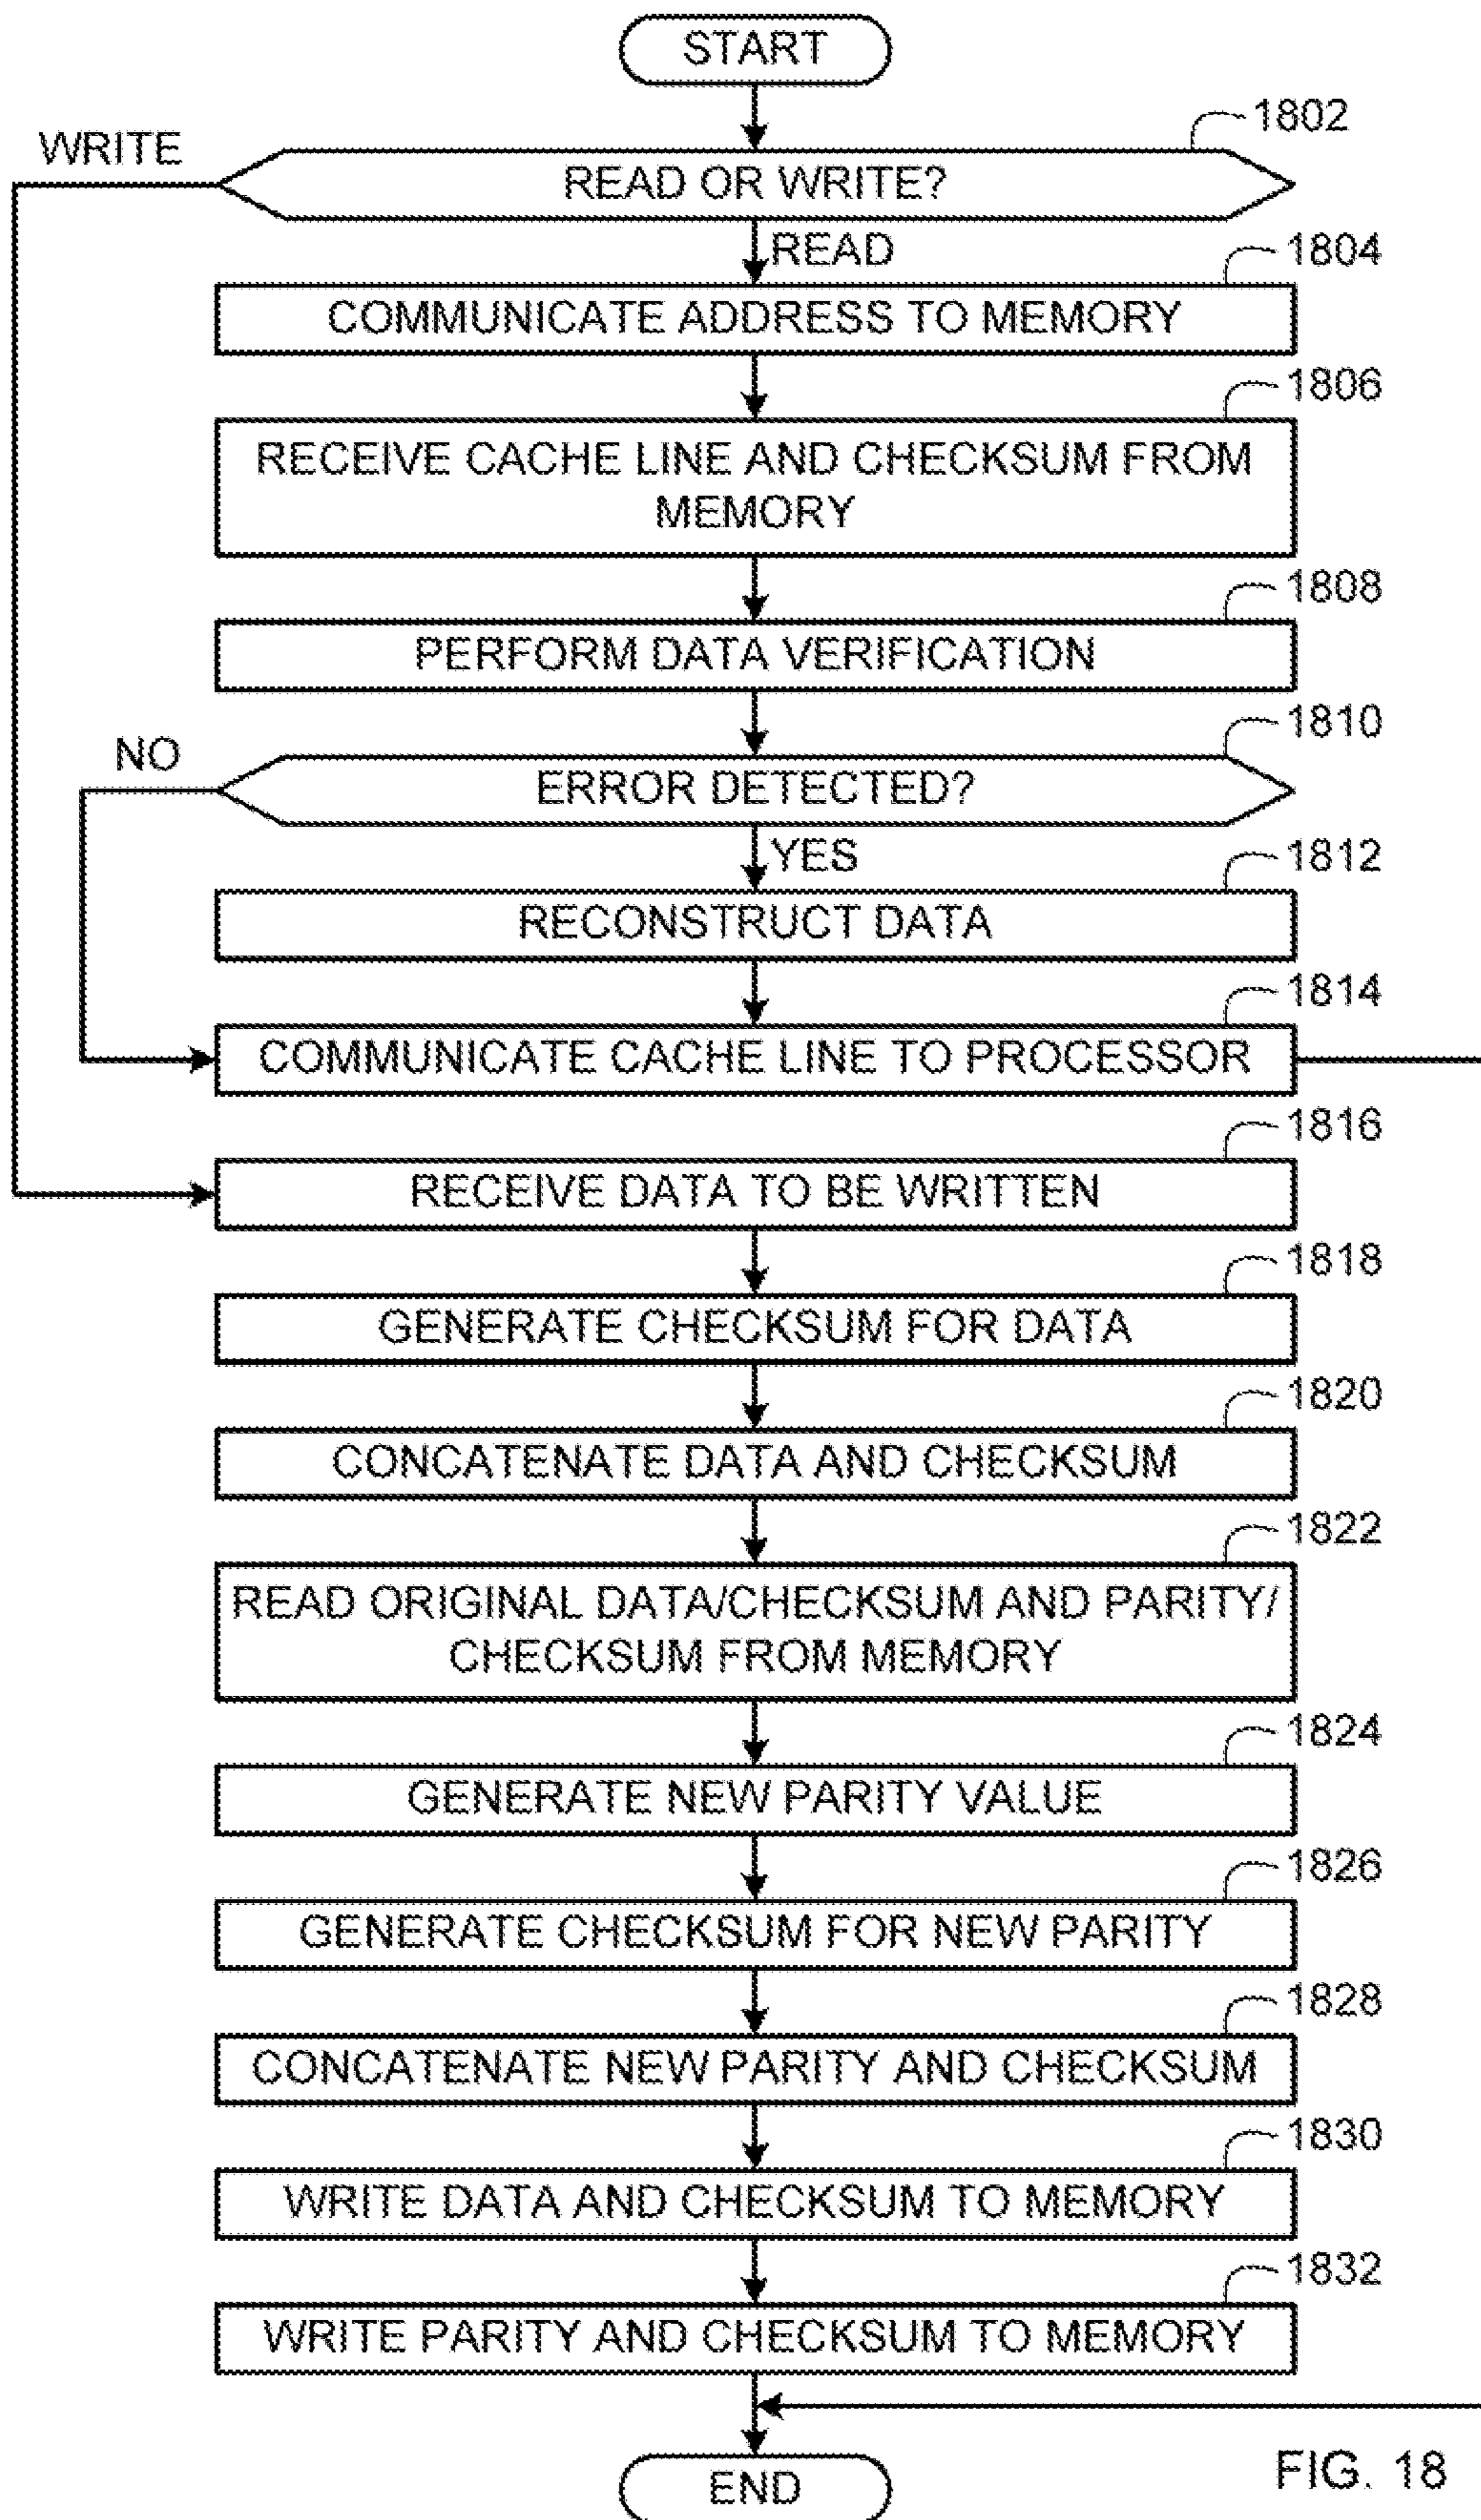 START
1802
WRITE
READ OR WRITE?
READ
1804
COMMUNICATE ADDRESS TO MEMORY
1806
RECEIVE CACHE LINE AND CHECKSUM FROM
MEMORY
1808
PERFORM DATA VERIFICATION
1810
NO
ERROR DETECTED?
YES
1812
RECONSTRUCT DATA
1814
COMMUNICATE CACHE LINE TO PROCESSOR
1816
RECEIVE DATA TO BE WRITTEN
1818
GENERATE CHECKSUM FOR DATA
1820
CONCATENATE DATA AND CHECKSUM
1822
READ ORIGINAL DATA/CHECKSUM AND PARITY/
CHECKSUM FROM MEMORY
1824
GENERATE NEW PARITY VALUE
1826
GENERATE CHECKSUM FOR NEW PARITY
1828
CONCATENATE NEW PARITY AND CHECKSUM
1830
WRITE DATA AND CHECKSUM TO MEMORY
1832
WRITE PARITY AND CHECKSUM TO MEMORY
END
FIG. 18